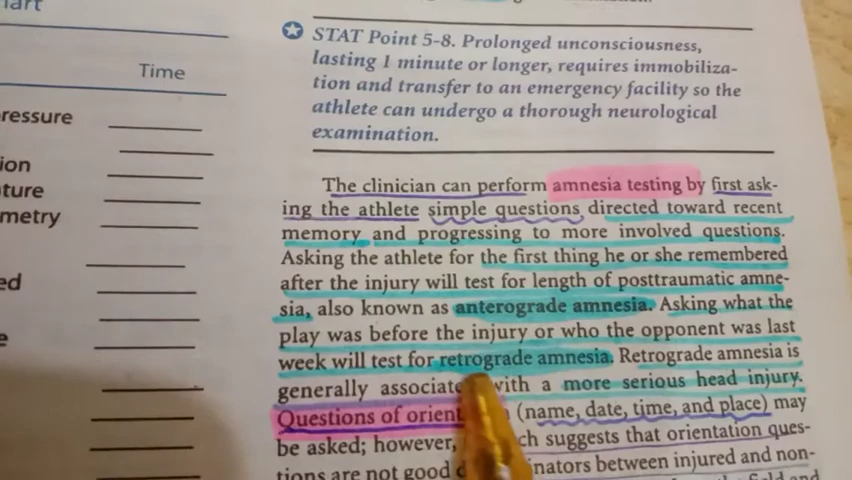 Time
ressure
ion
ture
metry
ed
e
STAT Point 5-8. Prolonged unconsciousness,
lasting 1 minute or longer, requires immobiliza-
tion and transfer to an emergency facility so the
athlete can undergo a thorough neurological
examination.
The clinician can perform amnesia testing by first ask-
ing the athlete simple questions directed toward recent
memory and progressing to more involved questions.
Asking the athlete for the first thing he or she remembered
after the injury will test for length of posttraumatic amne-
sia, also known as anterograde amnesia. Asking what the
play was before the injury or who the opponent was last
week will test for retrograde amnesia. Retrograde amnesia is
generally associate with a more serious head injury.
Questions of orient (name, date, time, and place) may
be asked; however, ch suggests that orientation ques-
tions are not good d inators between injured and non-